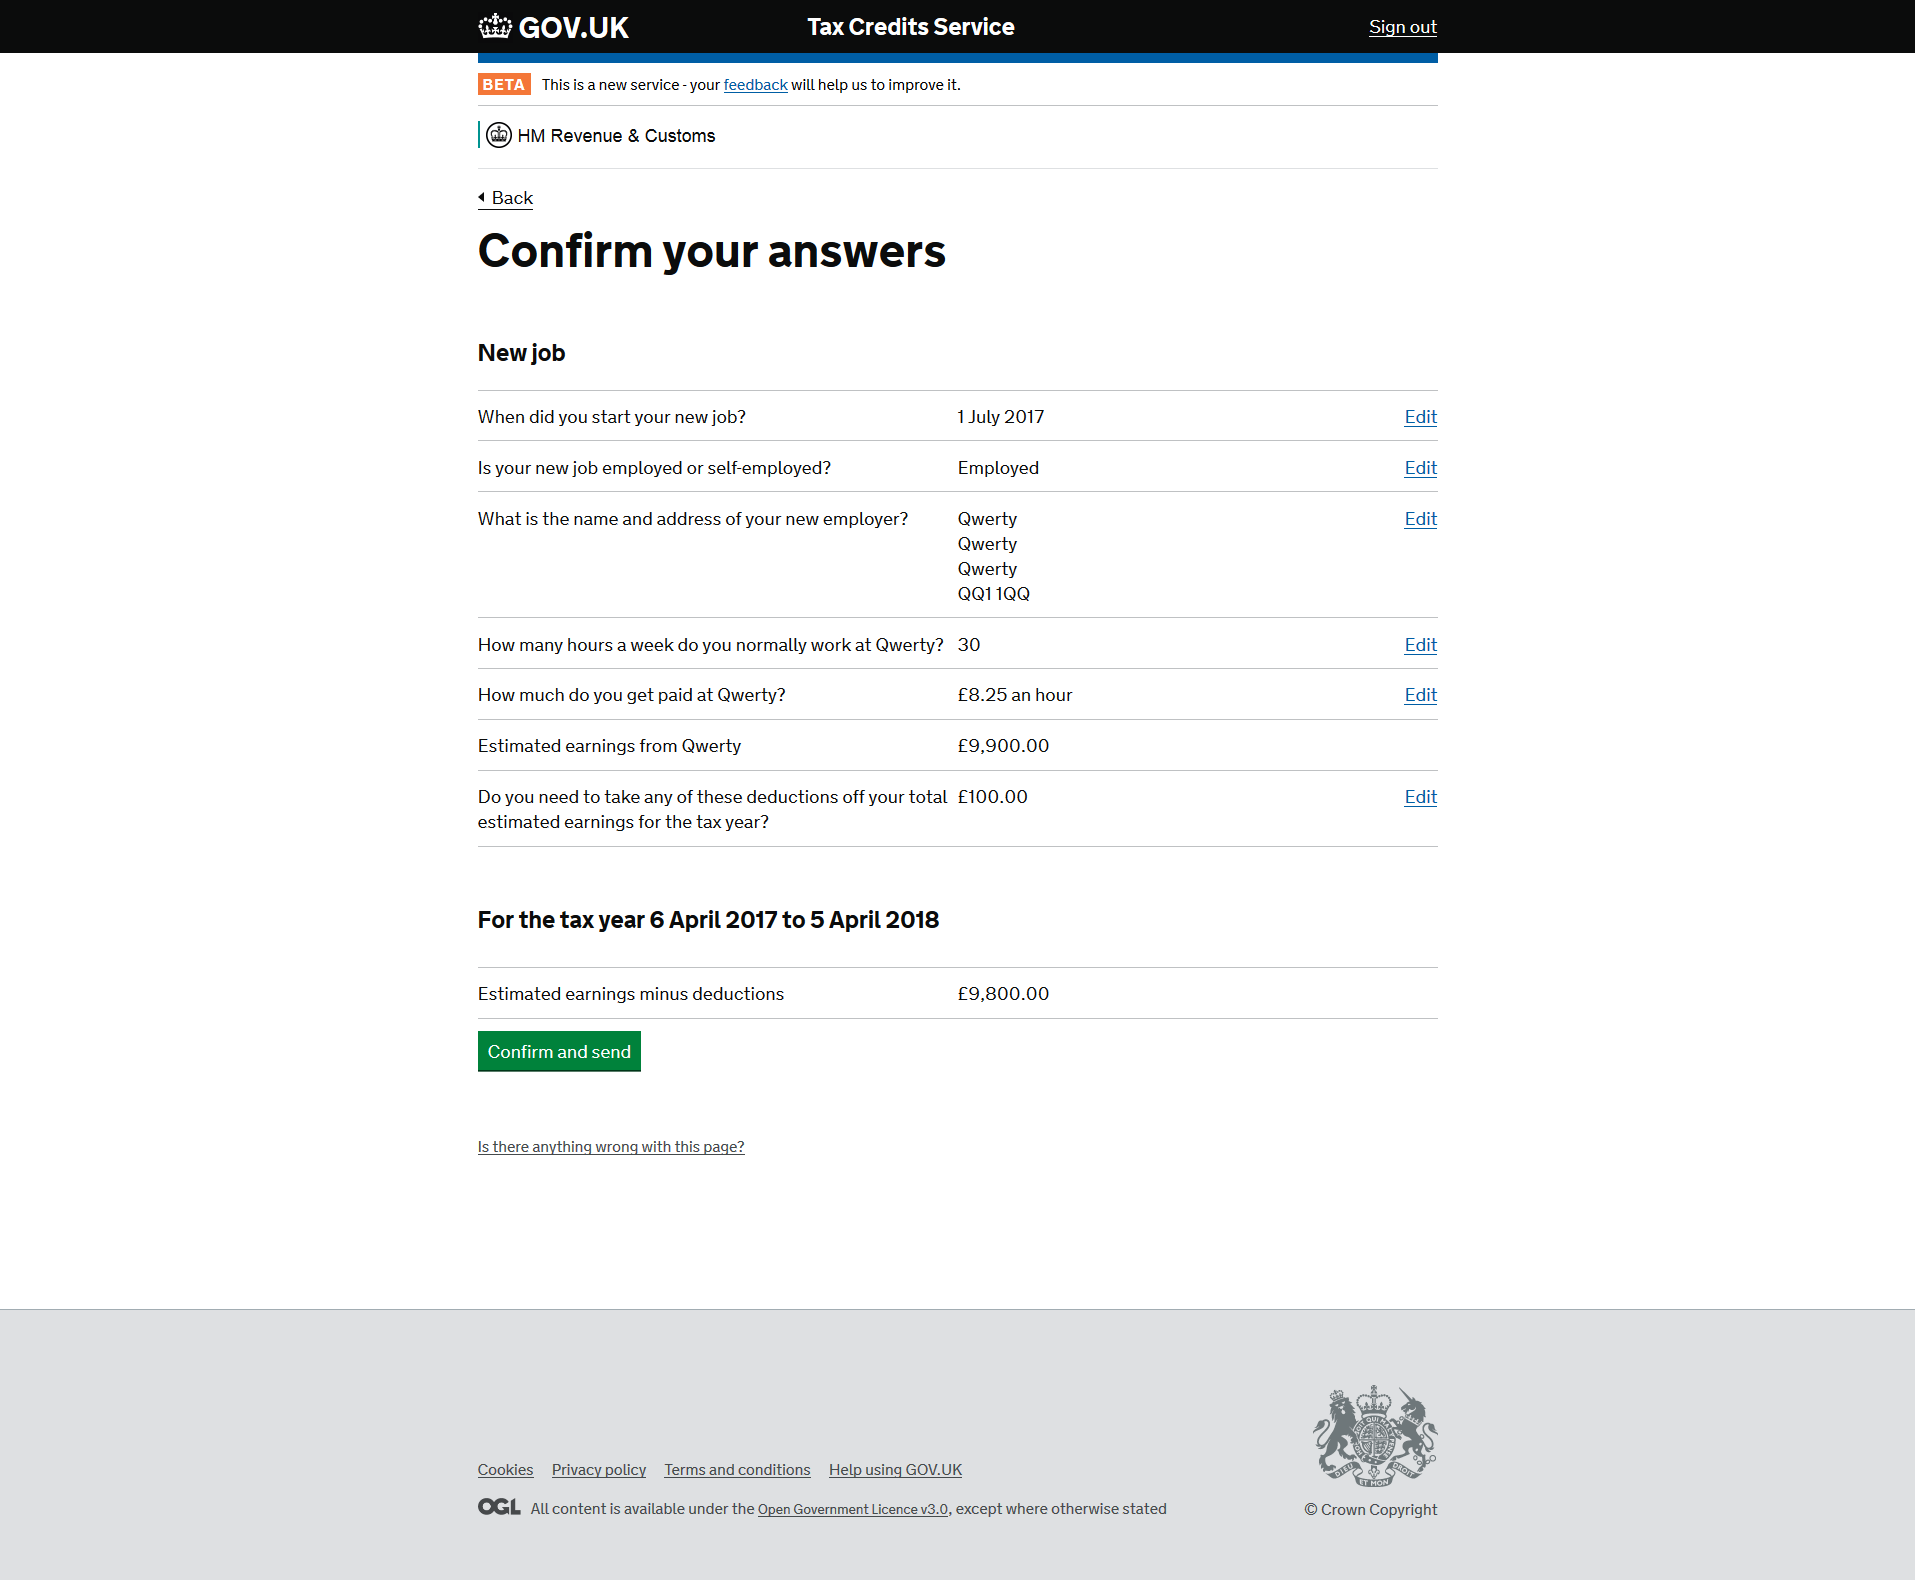 GOV.UK Tax Credits Service Sign out
BETA This is a new service - your feedback will help us to improve it.
HM Revenue & Customs
Back
Confirm your answers
New job
When did you start your new job? 1 July 2017 Edit
Is your new job employed or self-employed? Employed Edit
What is the name and address of your new employer? Qwerty Edit
Qwerty
Qwerty
QQ1 1QQ
How many hours a week do you normally work at Qwerty? 30 Edit
How much do you get paid at Qwerty? £8.25 an hour Edit
Estimated earnings from Qwerty £9,900.00
Do you need to take any of these deductions off your total £100.00 Edit
estimated earnings for the tax year?
For the tax year 6 April 2017 to 5 April 2018
Estimated earnings minus deductions £9,800.00
Confirm and send
Is there anything wrong with this page?
Cookies Privacy policy Terms and conditions Help using GOV.UK
OGL All content is available under the Open Government Licence v3.0, except where otherwise stated
© Crown Copyright